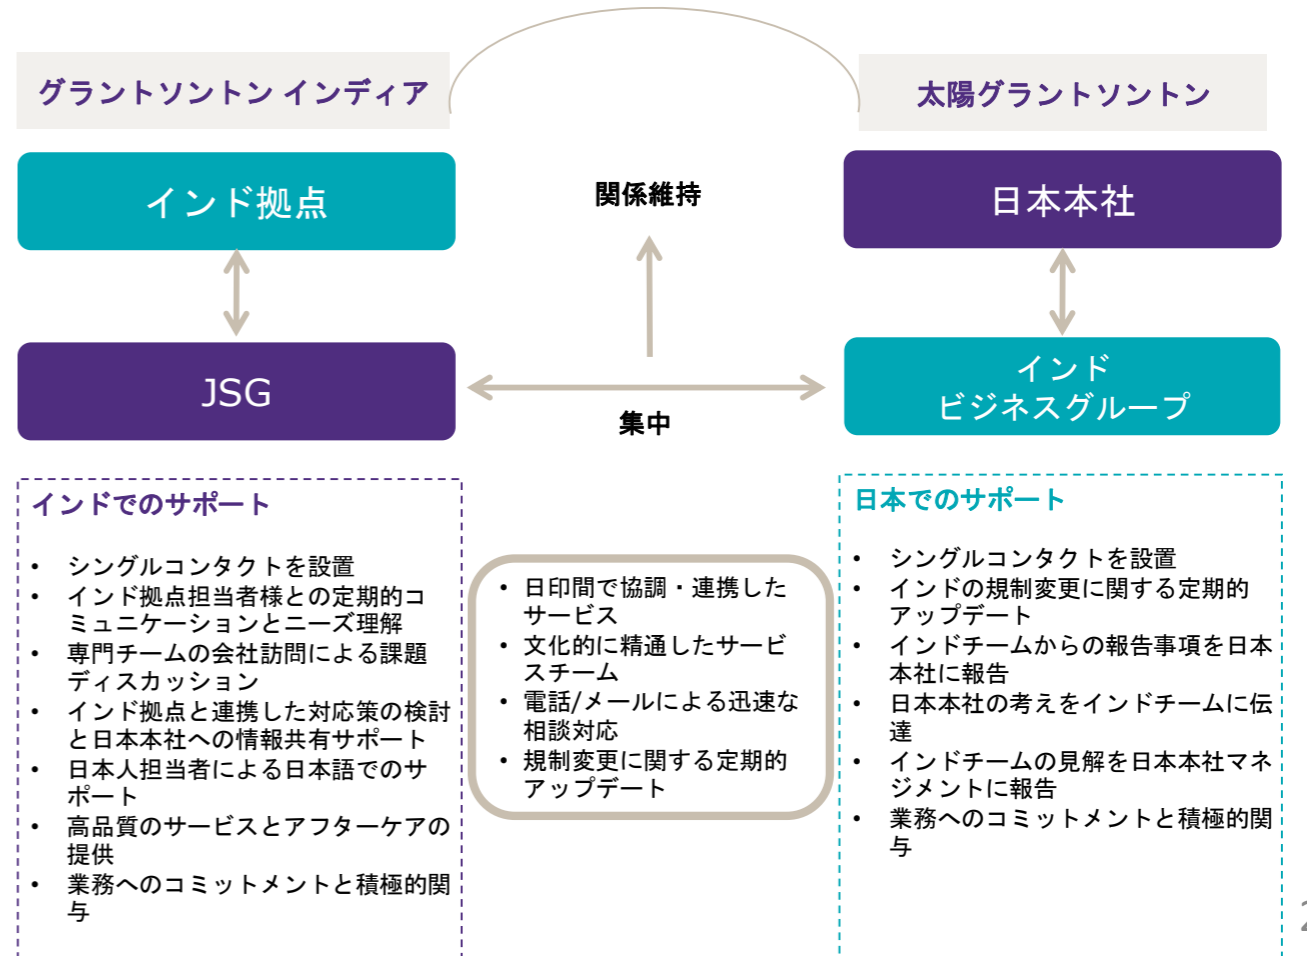 グラントソントン インディア
太陽グラントソントン
インド拠点
関係維持
日本本社
JSG
集中
インド
ビジネスグループ
インドでのサポート
• シングルコンタクトを設置
• インド拠点担当者様との定期的コ
ミュニケーションとニーズ理解
• 専門チームの会社訪問による課題
ディスカッション
• インド拠点と連携した対応策の検討
と日本本社への情報共有サポート
• 日本人担当者による日本語でのサ
ポート
• 高品質のサービスとアフターケアの
提供
• 業務へのコミットメントと積極的関
与
• 日印間で協調・連携した
サービス
• 文化的に精通したサービ
スチーム
• 電話/メールによる迅速な
相談対応
• 規制変更に関する定期的
アップデート
日本でのサポート
• シングルコンタクトを設置
• インドの規制変更に関する定期的
アップデート
• インドチームからの報告事項を日本
本社に報告
• 日本本社の考えをインドチームに伝
達
• インドチームの見解を日本本社マネ
ジメントに報告
• 業務へのコミットメントと積極的関
与